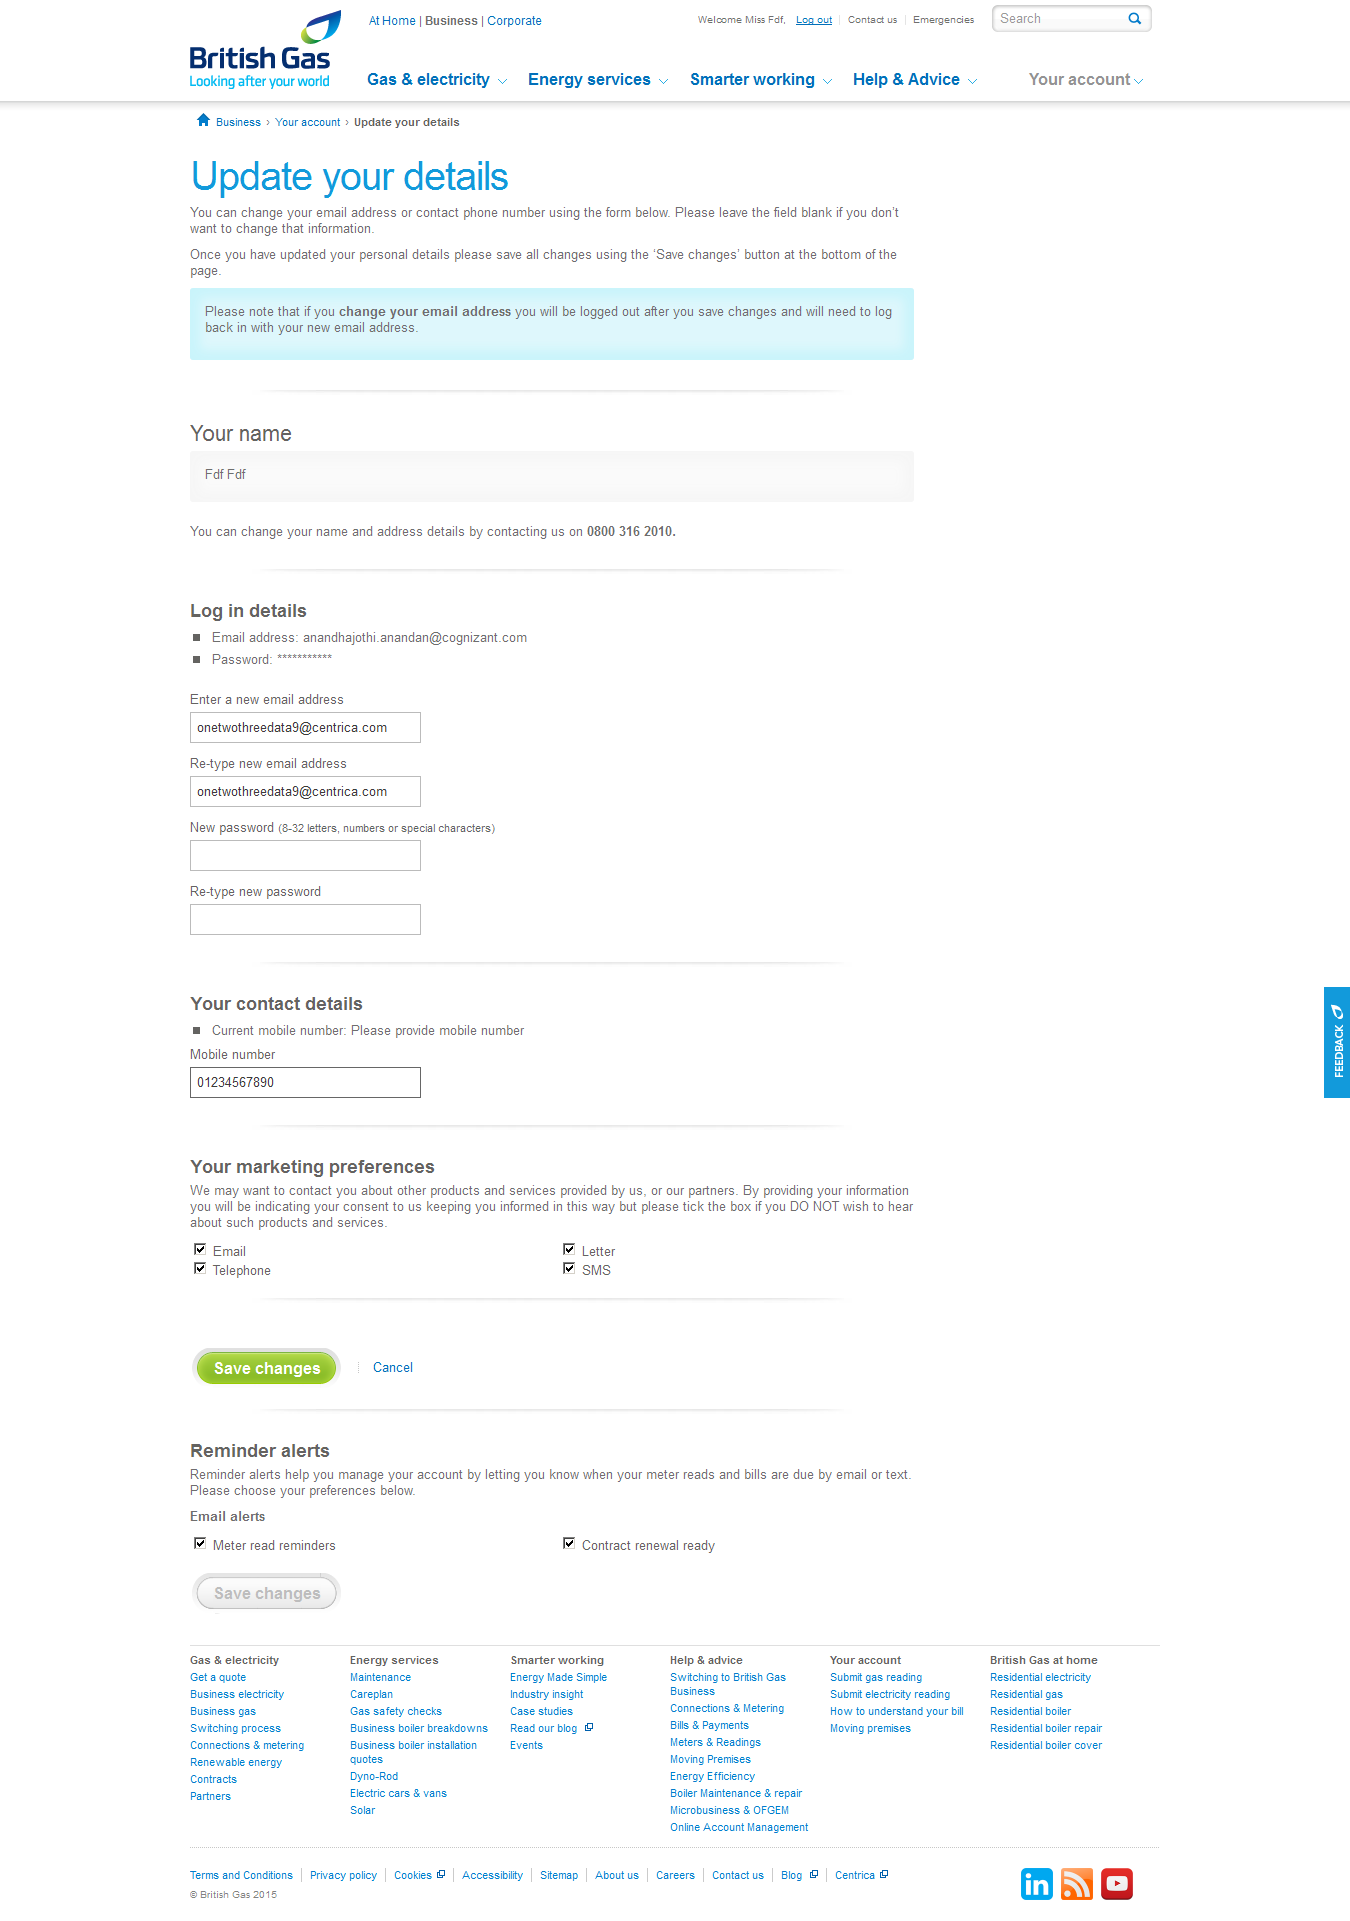 British Gas
Looking after your world
At Home | Business | Corporate
Welcome Miss Fdf,
Log out
Contact us
Emergencies
Search
Gas & electricity
Energy services
Smarter working
Help & Advice
Your account
Business › Your account › Update your details
Update your details
You can change your email address or contact phone number using the form below. Please leave the field blank if you don’t
want to change that information.
Once you have updated your personal details please save all changes using the ‘Save changes’ button at the bottom of the
page.
Please note that if you change your email address you will be logged out after you save changes and will need to log
back in with your new email address.
Your name
Fdf Fdf
You can change your name and address details by contacting us on 0800 316 2010.
Log in details
Email address: anandhajothi.anandan@cognizant.com
Password: ***********
Enter a new email address
onetwothreedata9@centrica.com
Re-type new email address
onetwothreedata9@centrica.com
New password (8-32 letters, numbers or special characters)
Re-type new password
Your contact details
Current mobile number: Please provide mobile number
Mobile number
01234567890
FEEDBACK
Your marketing preferences
We may want to contact you about other products and services provided by us, or our partners. By providing your information
you will be indicating your consent to us keeping you informed in this way but please tick the box if you DO NOT wish to hear
about such products and services.
Email
Letter
Telephone
SMS
Save changes
Cancel
Reminder alerts
Reminder alerts help you manage your account by letting you know when your meter reads and bills are due by email or text.
Please choose your preferences below.
Email alerts
Meter read reminders
Contract renewal ready
Save changes
Gas & electricity
Get a quote
Business electricity
Business gas
Switching process
Connections & metering
Renewable energy
Contracts
Partners
Energy services
Maintenance
Careplan
Gas safety checks
Business boiler breakdowns
Business boiler installation
quotes
Dyno-Rod
Electric cars & vans
Solar
Smarter working
Energy Made Simple
Industry insight
Case studies
Read our blog
Events
Help & advice
Switching to British Gas
Business
Connections & Metering
Bills & Payments
Meters & Readings
Moving Premises
Energy Efficiency
Boiler Maintenance & repair
Microbusiness & OFGEM
Online Account Management
Your account
Submit gas reading
Submit electricity reading
How to understand your bill
Moving premises
British Gas at home
Residential electricity
Residential gas
Residential boiler
Residential boiler repair
Residential boiler cover
Terms and Conditions
Privacy policy
Cookies
Accessibility
Sitemap
About us
Careers
Contact us
Blog
Centrica
© British Gas 2015
in